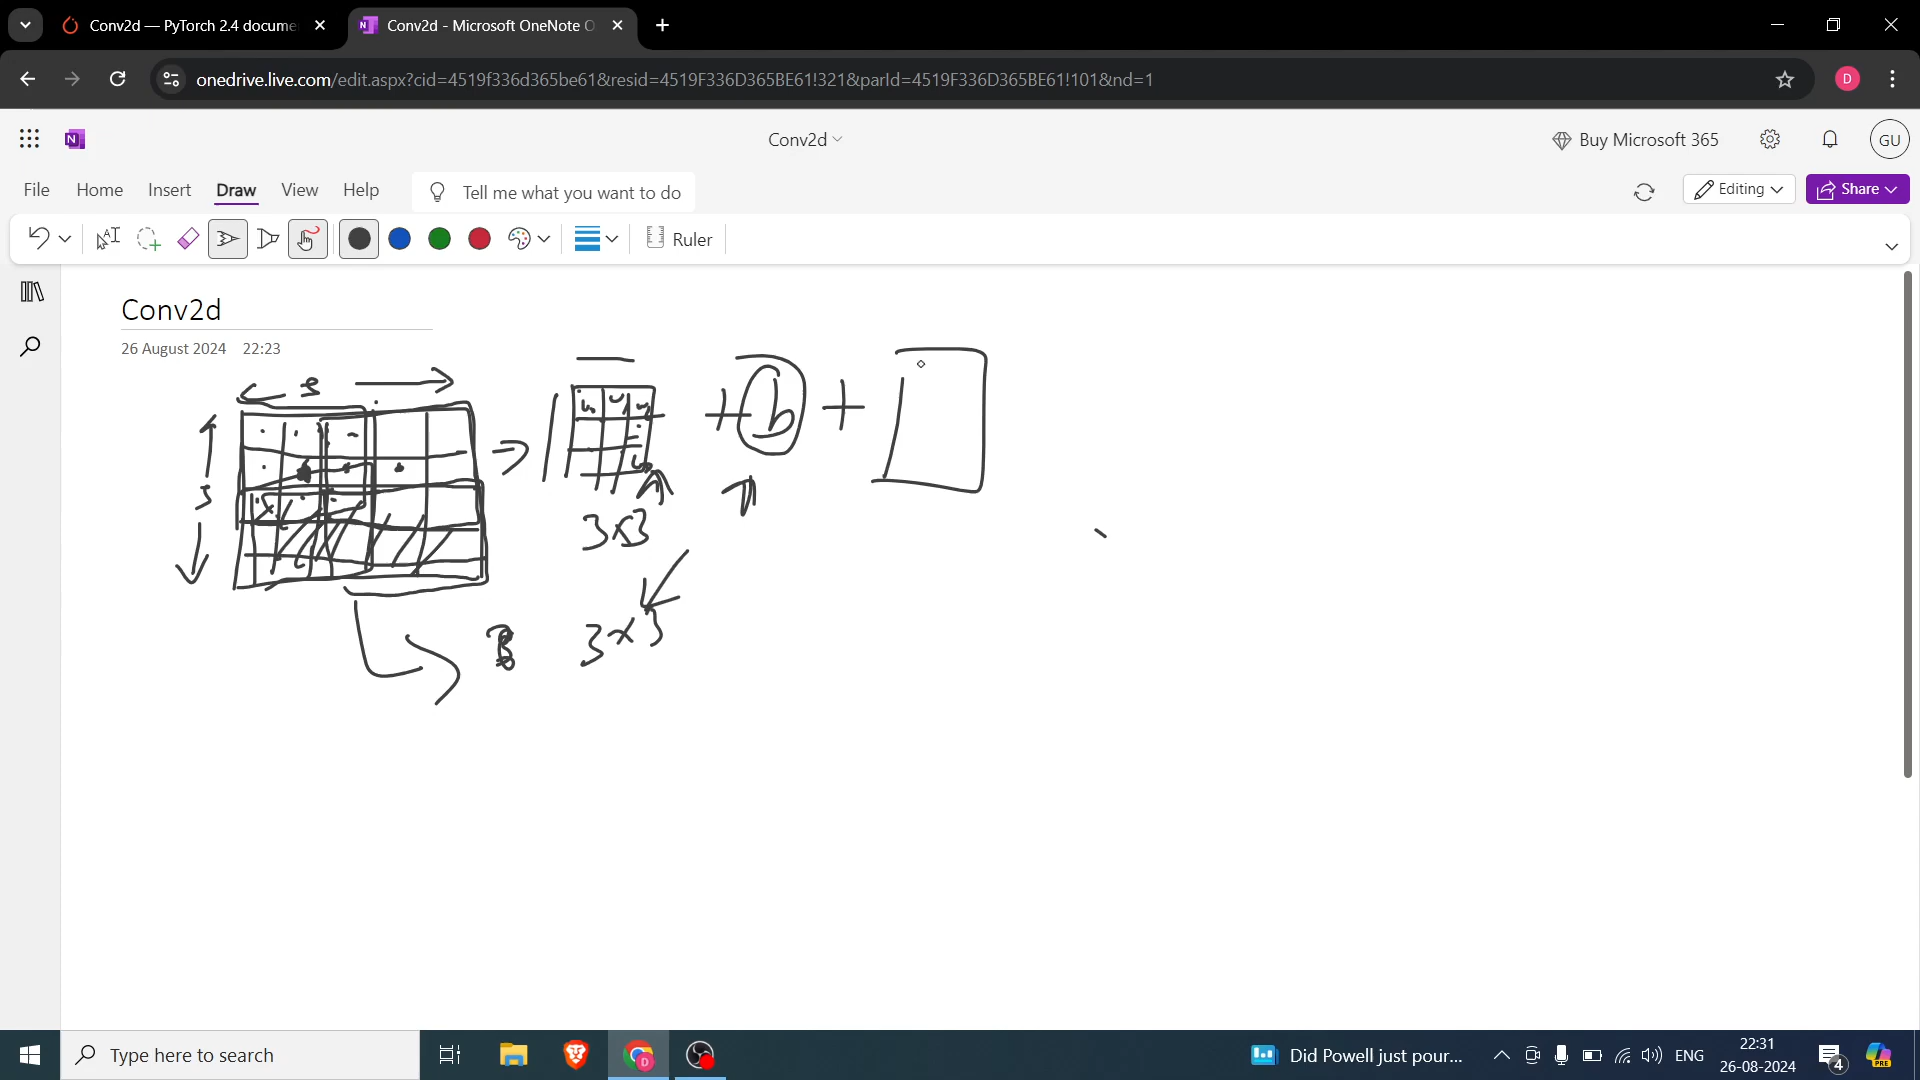 Conv2d — PyTorch 2.4 docume
Conv2d - Microsoft OneNote O
onedrive.live.com/edit.aspx?cid=4519f336d365be61&resid=4519F336D365BE61!321&parId=4519F336D365BE61!101&nd=1
D
N
Conv2d
Buy Microsoft 365
GU
File Home Insert Draw View Help
Tell me what you want to do
Editing
Share
Ruler
Conv2d
26 August 2024 22:23
+ b +
3x3
3x3
Type here to search
Did Powell just pour...
ENG
22:31
26-08-2024
4
PRE